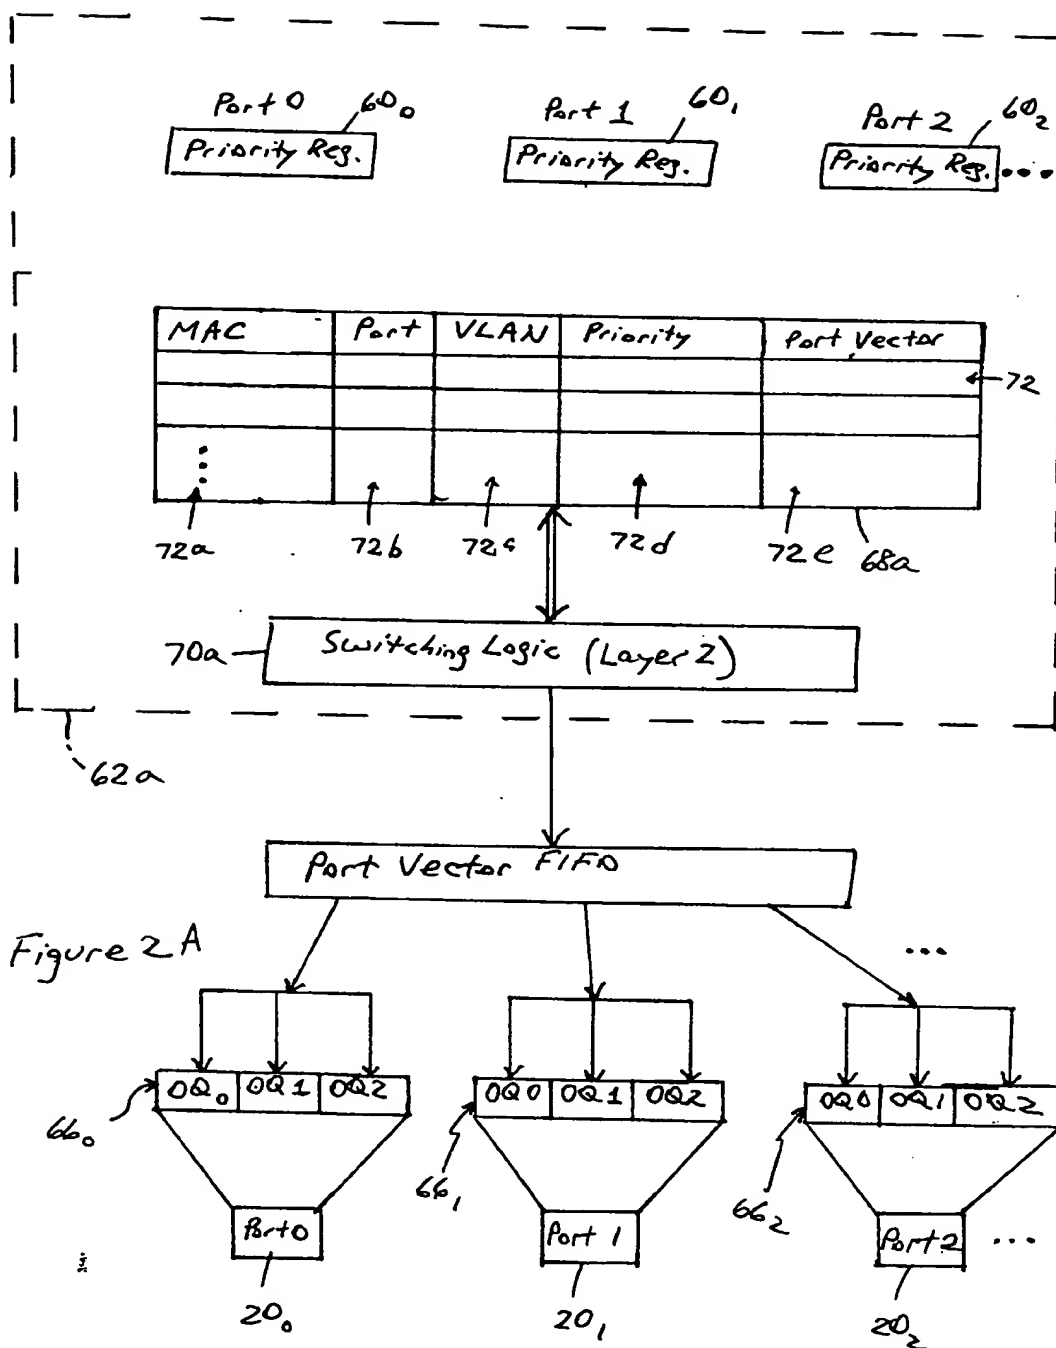 Port 0 60₀ Port 1 60₁ Port 2 60₂
Priority Reg. Priority Reg. Priority Reg. ...
MAC Port VLAN Priority Port Vector
72
72a 72b 72c 72d 72e 68a
70a Switching Logic (Layer 2)
62a
Port Vector FIFO
Figure 2A
...
OQ₀ OQ1 OQ2 OQ0 OQ1 OQ2 OQ0 OQ1 OQ2
66₀ 66₁ 66₂
Port 0 Port 1 Port 2 ...
20₀ 20₁ 20₂